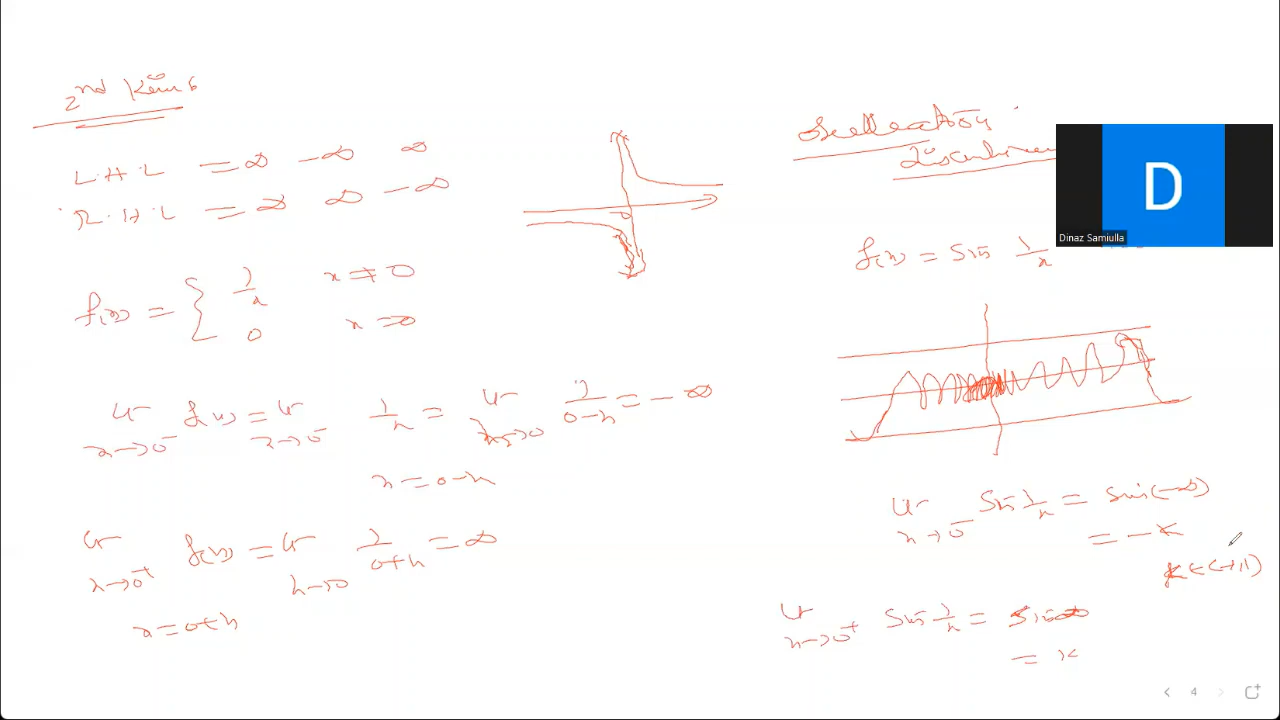 2nd Kind
L.H.L = ∞ -∞ ∞
R.H.L = ∞ ∞ -∞
f(x) = { 1/x x ≠ 0
0 x = 0
Lt x→0⁻ f(x) = Lt x→0⁻ 1/x = Lt h→0 1/0-h = -∞
x = 0-h
Lt x→0⁺ f(x) = Lt h→0 1/0+h = ∞
x = 0+h
Oscillation
Discontinu
Dinaz Samiulla
D
f(x) = sin 1/x
Lt x→0⁻ sin 1/x = sin(-∞)
= -k
k ∈ (-1,1)
Lt x→0⁺ sin 1/x = sin ∞
= k
4